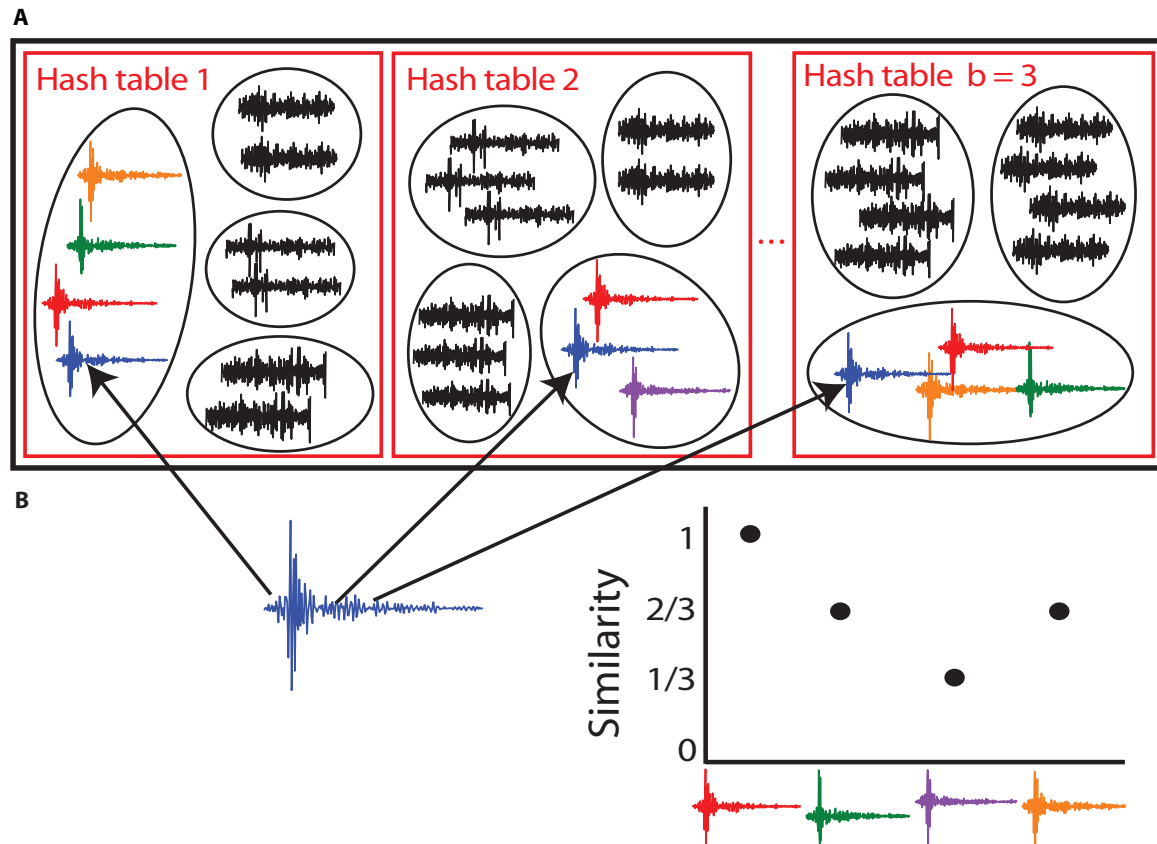 A
Hash table 1
Hash table 2
...
Hash table b = 3
B
Similarity
1
2/3
1/3
0